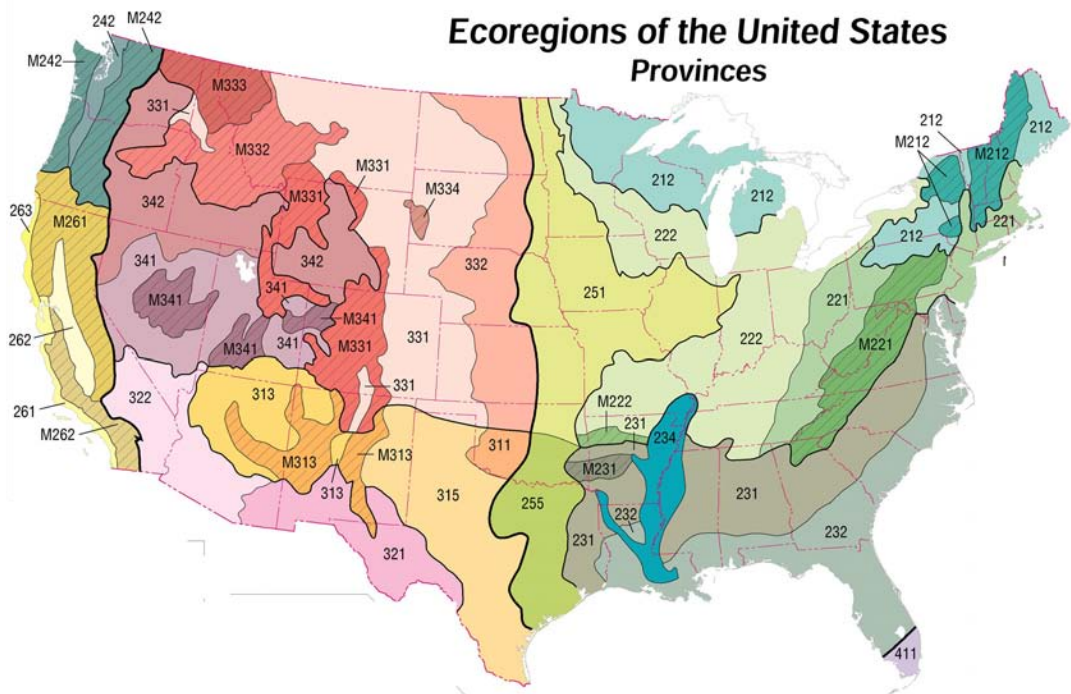 Ecoregions of the United States
Provinces
242
M242
M242
331
M333
M332
M331
M331
M334
342
263
M261
342
332
341
341
M341
M341
M331
341
M341
262
331
331
322
313
261
M262
M313
M313
313
315
311
321
251
255
212
212
222
222
212
M212
212
M212
221
212
221
M221
M222
231
234
M231
232
231
231
232
411